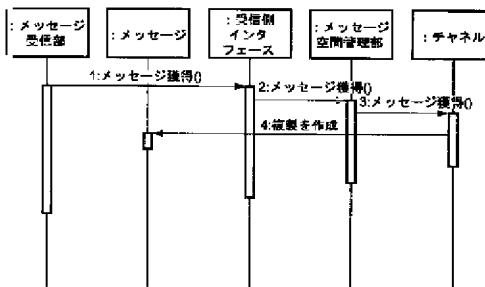 ：メッセージ
受信部
：メッセージ
：受信側
インタ
フェース
：メッセージ
空間管理部
：チャネル
1:メッセージ獲得()
2:メッセージ獲得()
3:メッセージ獲得()
4:複製を作成